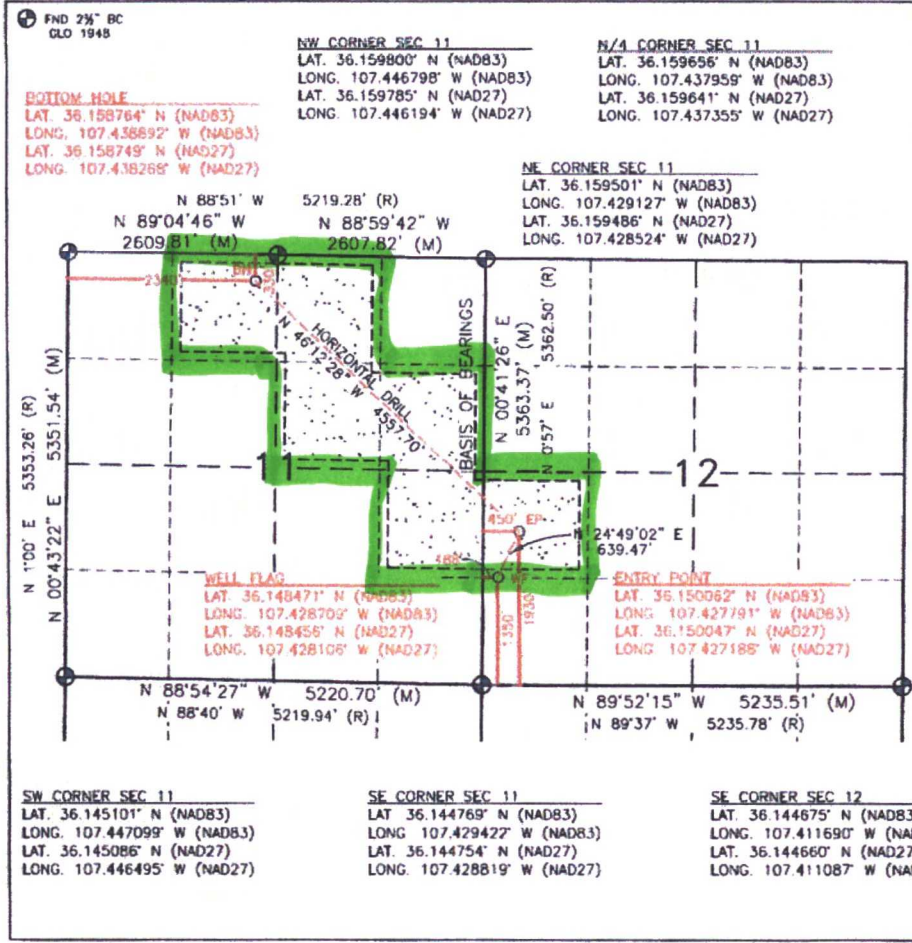 FND 2½" BC
GLO 1948
NW CORNER SEC 11
LAT. 36.159800° N (NAD83)
LONG. 107.446798° W (NAD83)
LAT. 36.159785° N (NAD27)
LONG. 107.446194° W (NAD27)
N/4 CORNER SEC 11
LAT. 36.159656° N (NAD83)
LONG. 107.437959° W (NAD83)
LAT. 36.159641° N (NAD27)
LONG. 107.437355° W (NAD27)
BOTTOM HOLE
LAT. 36.158764° N (NAD83)
LONG. 107.438892° W (NAD83)
LAT. 36.158749° N (NAD27)
LONG. 107.438268° W (NAD27)
NE CORNER SEC 11
LAT. 36.159501° N (NAD83)
LONG. 107.429127° W (NAD83)
LAT. 36.159486° N (NAD27)
LONG. 107.428524° W (NAD27)
N 88°51' W 5219.28' (R)
N 89°04'46" W
2609.81' (M)
N 88°59'42" W
2607.82' (M)
2340'
BH
330'
HORIZONTAL DRILL
N 46°12'28" W 4557.70'
BASIS OF BEARINGS
N 00°41'26" E
5363.37' (M)
N 0°57' E 5362.50' (R)
N 1°00' E 5353.26' (R)
N 00°43'22" E 5351.54' (M)
11
12
450' EP
N 24°49'02" E
639.47'
188'
WF
1350'
1930'
WELL FLAG
LAT. 36.148471° N (NAD83)
LONG. 107.428709° W (NAD83)
LAT. 36.148456° N (NAD27)
LONG. 107.428106° W (NAD27)
ENTRY POINT
LAT. 36.150062° N (NAD83)
LONG. 107.427791° W (NAD83)
LAT. 36.150047° N (NAD27)
LONG. 107.427186° W (NAD27)
N 88°54'27" W 5220.70' (M)
N 88°40' W 5219.94' (R)
N 89°52'15" W 5235.51' (M)
N 89°37' W 5235.78' (R)
SW CORNER SEC 11
LAT. 36.145101° N (NAD83)
LONG. 107.447099° W (NAD83)
LAT. 36.145086° N (NAD27)
LONG. 107.446495° W (NAD27)
SE CORNER SEC 11
LAT 36.144769° N (NAD83)
LONG 107.429422° W (NAD83)
LAT. 36.144754° N (NAD27)
LONG. 107.428819° W (NAD27)
SE CORNER SEC 12
LAT. 36.144675° N (NAD83
LONG. 107.411690° W (NA
LAT. 36.144660° N (NAD27
LONG. 107.411087° W (NA